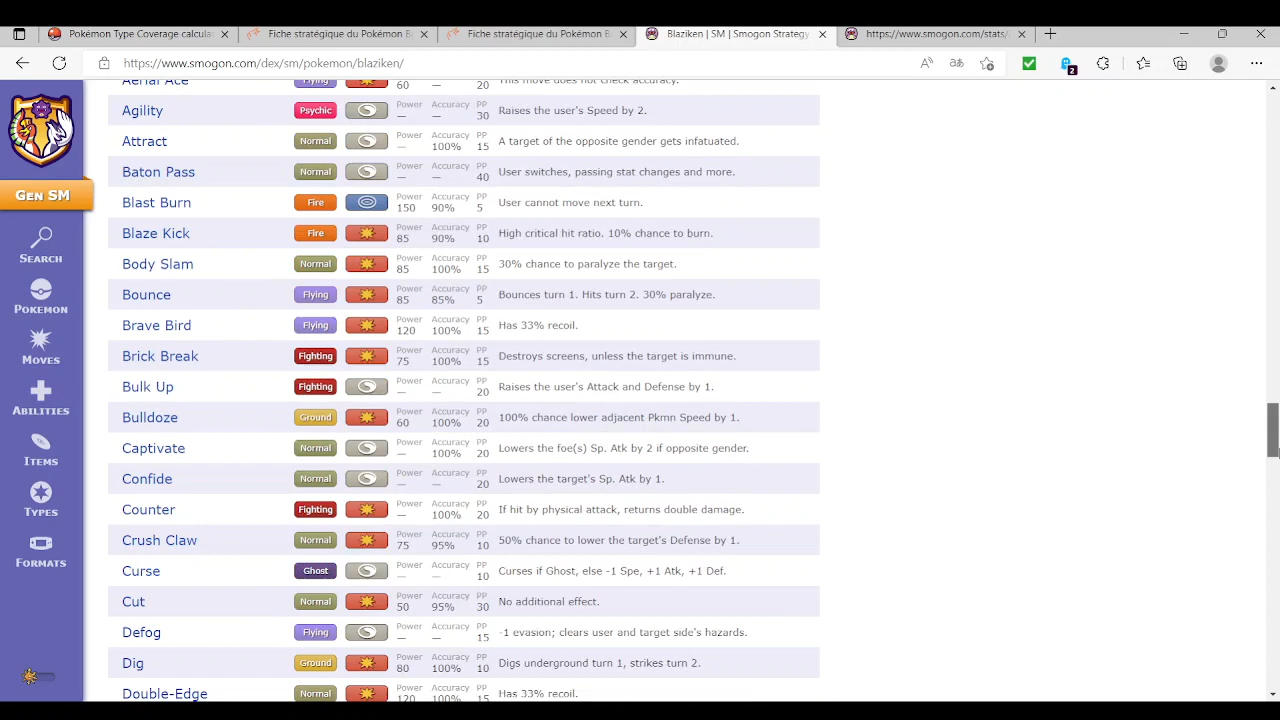 Pokémon Type Coverage calcula
Fiche stratégique du Pokémon B
Fiche stratégique du Pokémon B
Blaziken | SM | Smogon Strategy
https://www.smogon.com/stats/
https://www.smogon.com/dex/sm/pokemon/blaziken/
GEN SM
SEARCH
POKEMON
MOVES
ABILITIES
ITEMS
TYPES
FORMATS
Aerial Ace Flying 60 — 20 This move does not check accuracy.
Agility Psychic Power — Accuracy — PP 30 Raises the user's Speed by 2.
Attract Normal Power — Accuracy 100% PP 15 A target of the opposite gender gets infatuated.
Baton Pass Normal Power — Accuracy — PP 40 User switches, passing stat changes and more.
Blast Burn Fire Power 150 Accuracy 90% PP 5 User cannot move next turn.
Blaze Kick Fire Power 85 Accuracy 90% PP 10 High critical hit ratio. 10% chance to burn.
Body Slam Normal Power 85 Accuracy 100% PP 15 30% chance to paralyze the target.
Bounce Flying Power 85 Accuracy 85% PP 5 Bounces turn 1. Hits turn 2. 30% paralyze.
Brave Bird Flying Power 120 Accuracy 100% PP 15 Has 33% recoil.
Brick Break Fighting Power 75 Accuracy 100% PP 15 Destroys screens, unless the target is immune.
Bulk Up Fighting Power — Accuracy — PP 20 Raises the user's Attack and Defense by 1.
Bulldoze Ground Power 60 Accuracy 100% PP 20 100% chance lower adjacent Pkmn Speed by 1.
Captivate Normal Power — Accuracy 100% PP 20 Lowers the foe(s) Sp. Atk by 2 if opposite gender.
Confide Normal Power — Accuracy — PP 20 Lowers the target's Sp. Atk by 1.
Counter Fighting Power — Accuracy 100% PP 20 If hit by physical attack, returns double damage.
Crush Claw Normal Power 75 Accuracy 95% PP 10 50% chance to lower the target's Defense by 1.
Curse Ghost Power — Accuracy — PP 10 Curses if Ghost, else -1 Spe, +1 Atk, +1 Def.
Cut Normal Power 50 Accuracy 95% PP 30 No additional effect.
Defog Flying Power — Accuracy — PP 15 -1 evasion; clears user and target side's hazards.
Dig Ground Power 80 Accuracy 100% PP 10 Digs underground turn 1, strikes turn 2.
Double-Edge Normal Power 120 Accuracy 100% PP 15 Has 33% recoil.
2